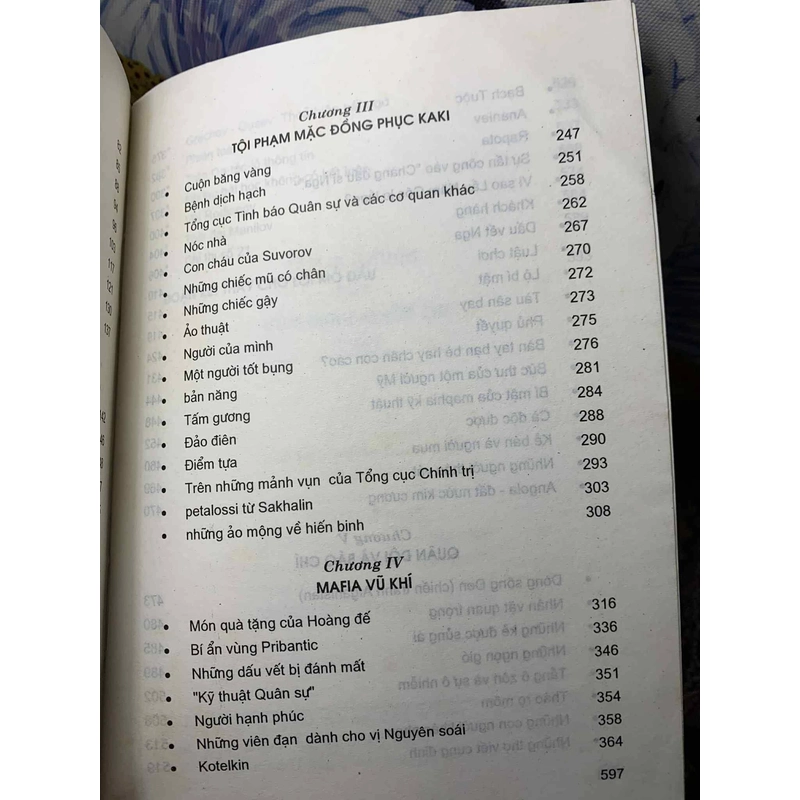 Chương III
TỘI PHẠM MẶC ĐỒNG PHỤC KAKI
• Cuộn băng vàng 247
• Bệnh dịch hạch 251
• Tổng cục Tình báo Quân sự và các cơ quan khác 258
• Nóc nhà 262
• Con cháu của Suvorov 267
• Những chiếc mũ có chân 270
• Những chiếc gậy 272
• Ảo thuật 273
• Người của mình 275
• Một người tốt bụng 276
• bản năng 281
• Tấm gương 284
• Đảo điên 288
• Điểm tựa 290
• Trên những mảnh vụn của Tổng cục Chính trị 293
• petalossi từ Sakhalin 303
• những ảo mộng về hiến binh 308
Chương IV
MAFIA VŨ KHÍ
• Món quà tặng của Hoàng đế 316
• Bí ẩn vùng Pribantic 336
• Những dấu vết bị đánh mất 346
• "Kỹ thuật Quân sự" 351
• Người hạnh phúc 354
• Những viên đạn dành cho vị Nguyên soái 358
• Kotelkin 364
597